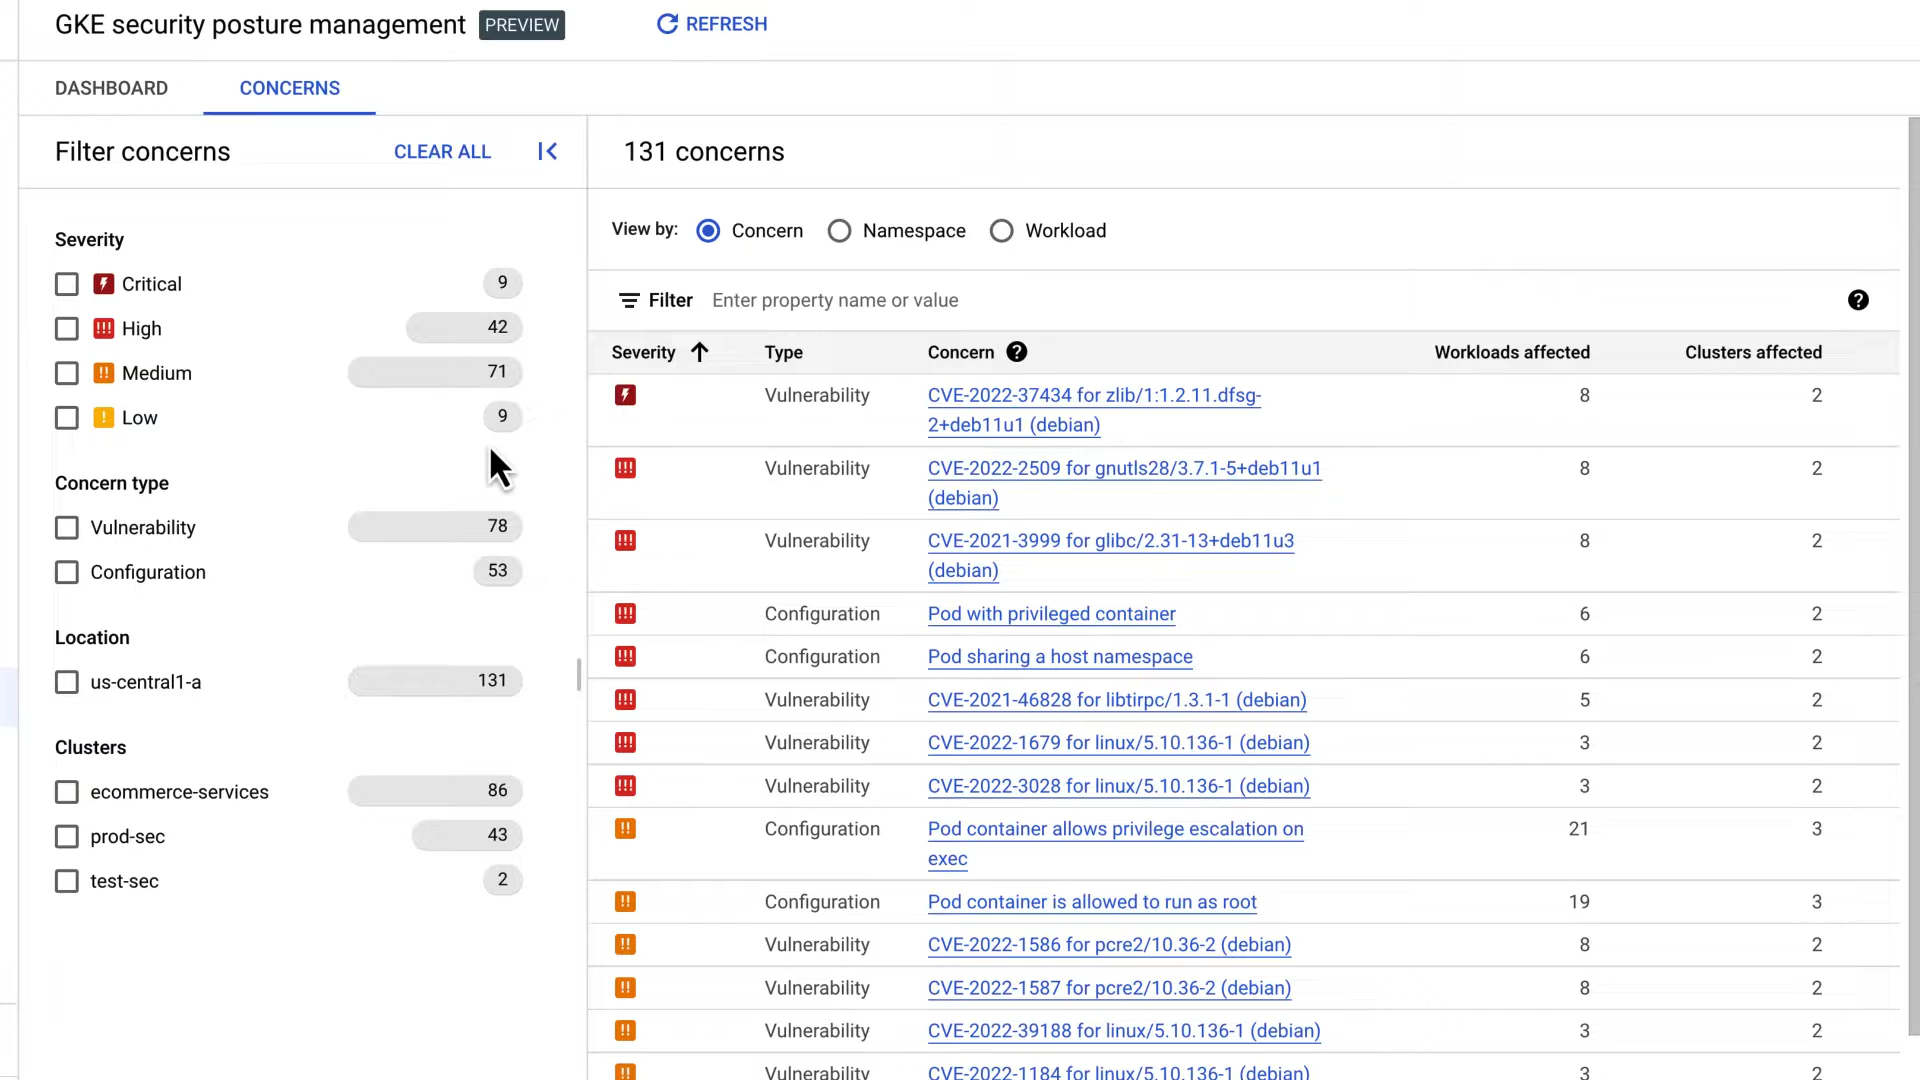 GKE security posture management PREVIEW REFRESH
DASHBOARD CONCERNS
Filter concerns CLEAR ALL
131 concerns
Severity
Critical 9
High 42
Medium 71
Low 9
Concern type
Vulnerability 78
Configuration 53
Location
us-central1-a 131
Clusters
ecommerce-services 86
prod-sec 43
test-sec 2
View by: Concern Namespace Workload
Filter Enter property name or value
Severity Type Concern Workloads affected Clusters affected
Vulnerability CVE-2022-37434 for zlib/1:1.2.11.dfsg- 8 2
2+deb11u1 (debian)
Vulnerability CVE-2022-2509 for gnutls28/3.7.1-5+deb11u1 8 2
(debian)
Vulnerability CVE-2021-3999 for glibc/2.31-13+deb11u3 8 2
(debian)
Configuration Pod with privileged container 6 2
Configuration Pod sharing a host namespace 6 2
Vulnerability CVE-2021-46828 for libtirpc/1.3.1-1 (debian) 5 2
Vulnerability CVE-2022-1679 for linux/5.10.136-1 (debian) 3 2
Vulnerability CVE-2022-3028 for linux/5.10.136-1 (debian) 3 2
Configuration Pod container allows privilege escalation on 21 3
exec
Configuration Pod container is allowed to run as root 19 3
Vulnerability CVE-2022-1586 for pcre2/10.36-2 (debian) 8 2
Vulnerability CVE-2022-1587 for pcre2/10.36-2 (debian) 8 2
Vulnerability CVE-2022-39188 for linux/5.10.136-1 (debian) 3 2
Vulnerability CVE-2022-1184 for linux/5.10.136-1 (debian) 3 2